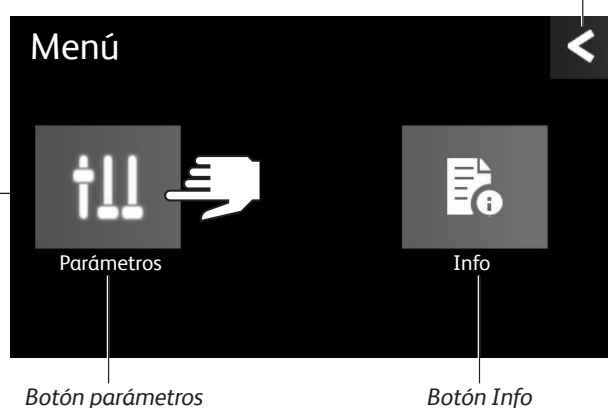 Menú
Parámetros
Info
Botón parámetros
Botón Info